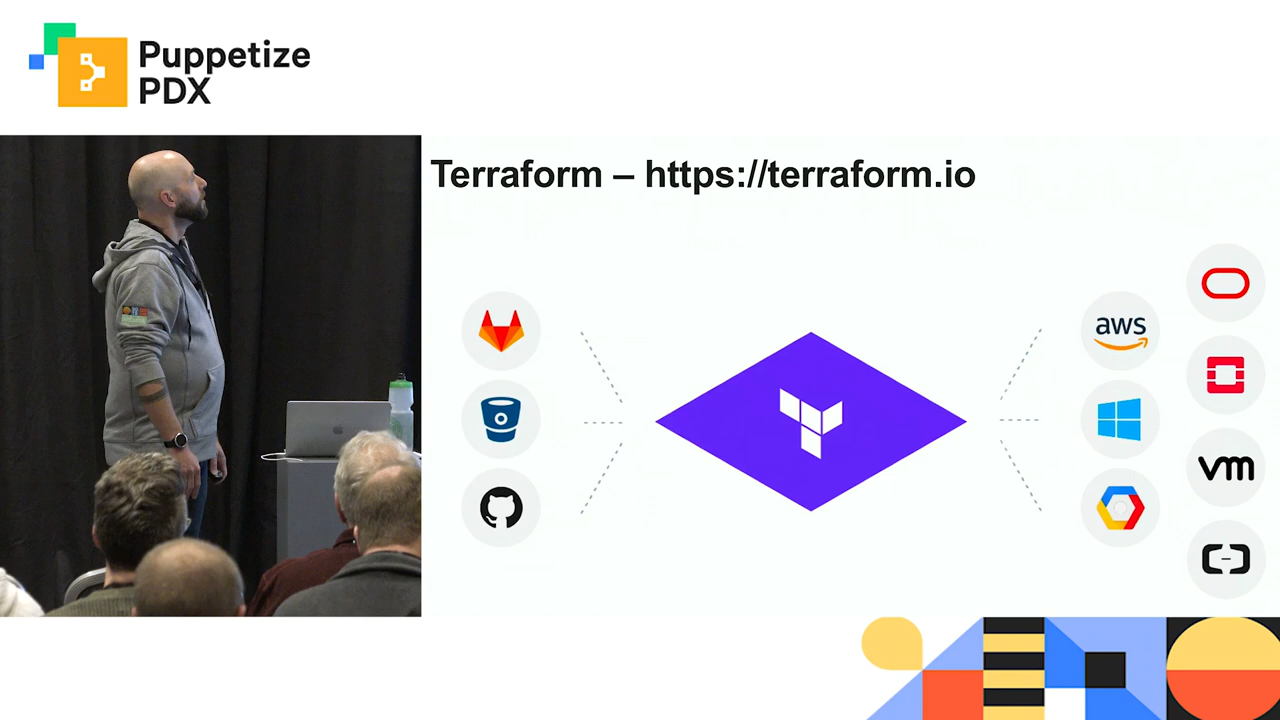 Puppetize
PDX
Terraform – https://terraform.io
aws
vm